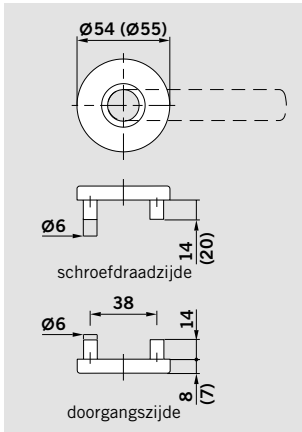 Ø54 (Ø55)
Ø6
14
(20)
schroefdraadzijde
38
Ø6
14
8
(7)
doorgangszijde